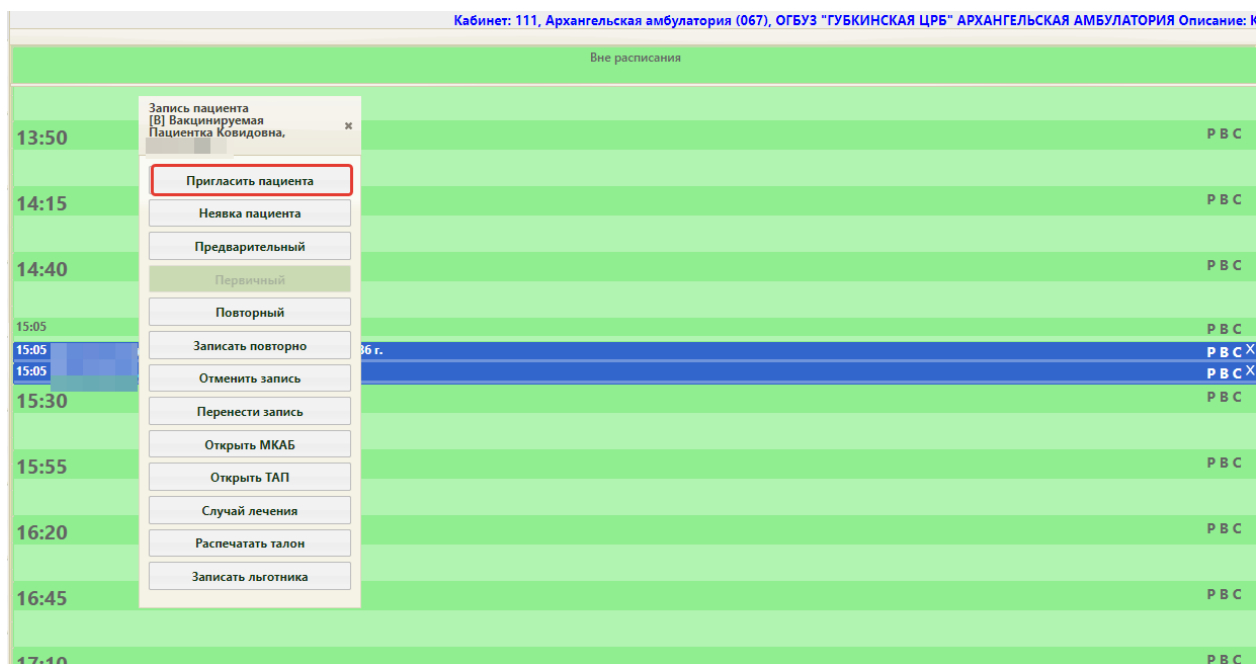 Кабинет: 111, Архангельская амбулатория (067), ОГБУЗ "ГУБКИНСКАЯ ЦРБ" АРХАНГЕЛЬСКАЯ АМБУЛАТОРИЯ Описание: К
Вне расписания
Запись пациента
[В] Вакцинируемая
Пациентка Ковидовна,
×
13:50 Р В С
Пригласить пациента
14:15 Р В С
Неявка пациента
Предварительный
14:40 Р В С
Первичный
Повторный
15:05 Р В С
Записать повторно
15:05 36 г. Р В С X
15:05 Р В С X
Отменить запись
15:30 Р В С
Перенести запись
Открыть МКАБ
15:55 Р В С
Открыть ТАП
Случай лечения
16:20 Р В С
Распечатать талон
Записать льготника
16:45 Р В С
17:10 Р В С